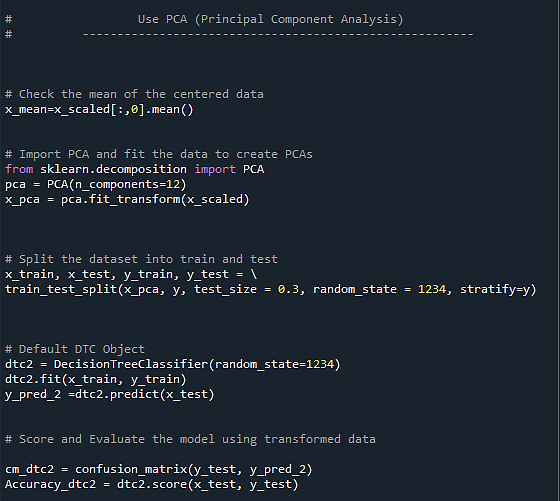 #                  Use PCA (Principal Component Analysis)
#          --------------------------------------------------------
# Check the mean of the centered data
x_mean=x_scaled[:,0].mean()
# Import PCA and fit the data to create PCAs
from sklearn.decomposition import PCA
pca = PCA(n_components=12)
x_pca = pca.fit_transform(x_scaled)
# Split the dataset into train and test
x_train, x_test, y_train, y_test = \
train_test_split(x_pca, y, test_size = 0.3, random_state = 1234, stratify=y)
# Default DTC Object
dtc2 = DecisionTreeClassifier(random_state=1234)
dtc2.fit(x_train, y_train)
y_pred_2 =dtc2.predict(x_test)
# Score and Evaluate the model using transformed data
cm_dtc2 = confusion_matrix(y_test, y_pred_2)
Accuracy_dtc2 = dtc2.score(x_test, y_test)